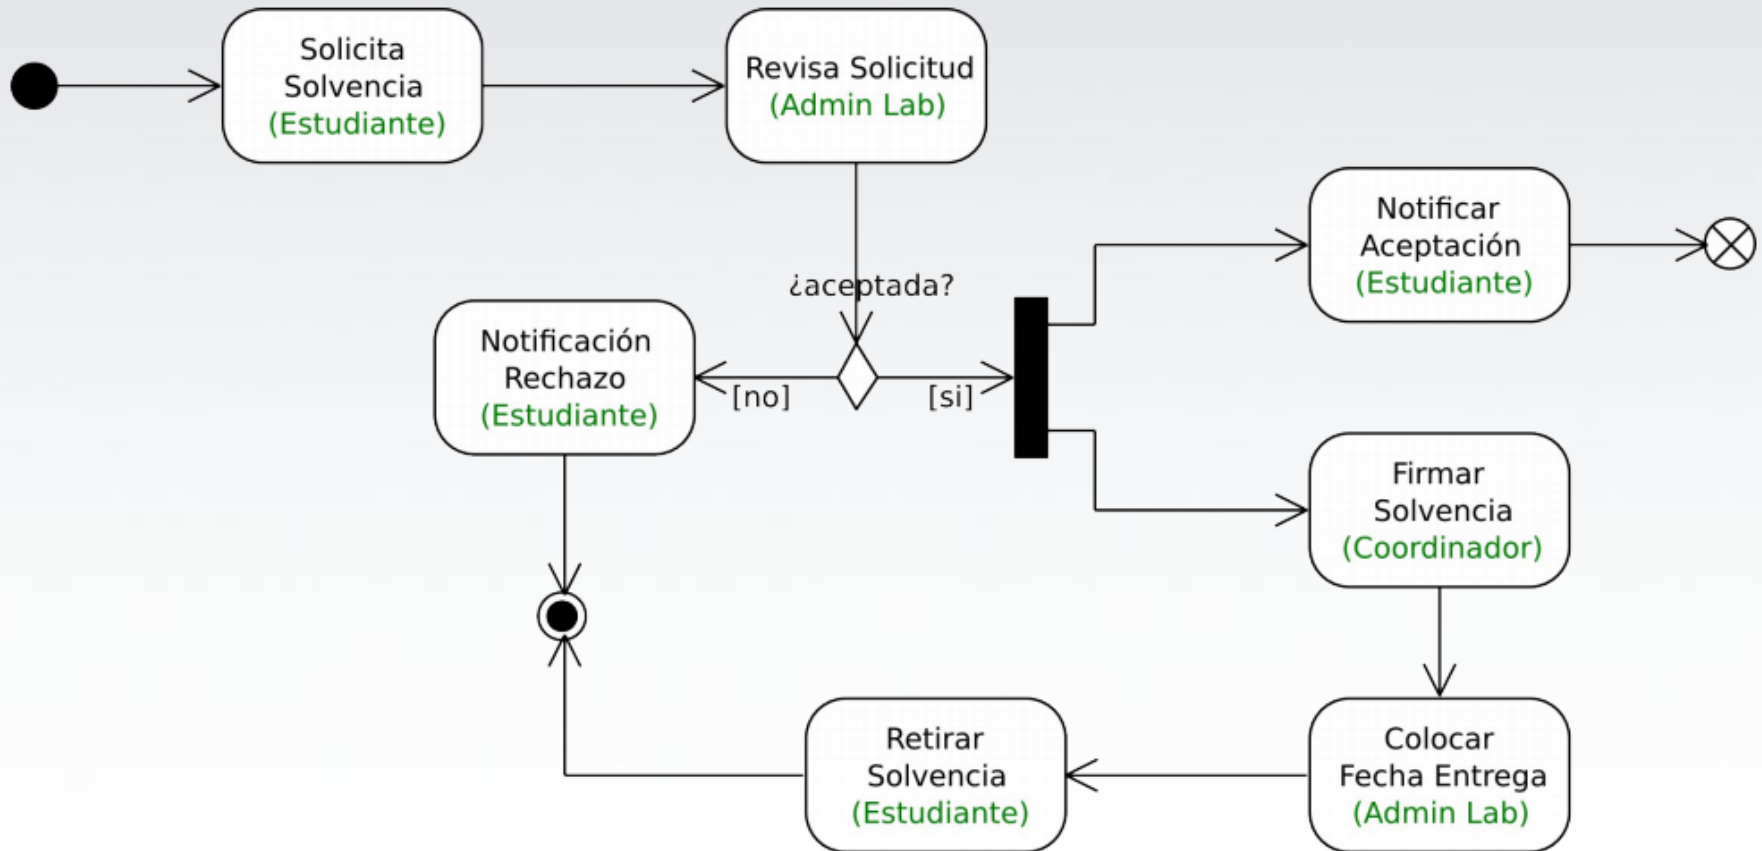 Solicita
Solvencia
(Estudiante)
Revisa Solicitud
(Admin Lab)
Notificar
Aceptación
(Estudiante)
¿aceptada?
Notificación
Rechazo
(Estudiante)
[no]
[si]
Firmar
Solvencia
(Coordinador)
Retirar
Solvencia
(Estudiante)
Colocar
Fecha Entrega
(Admin Lab)